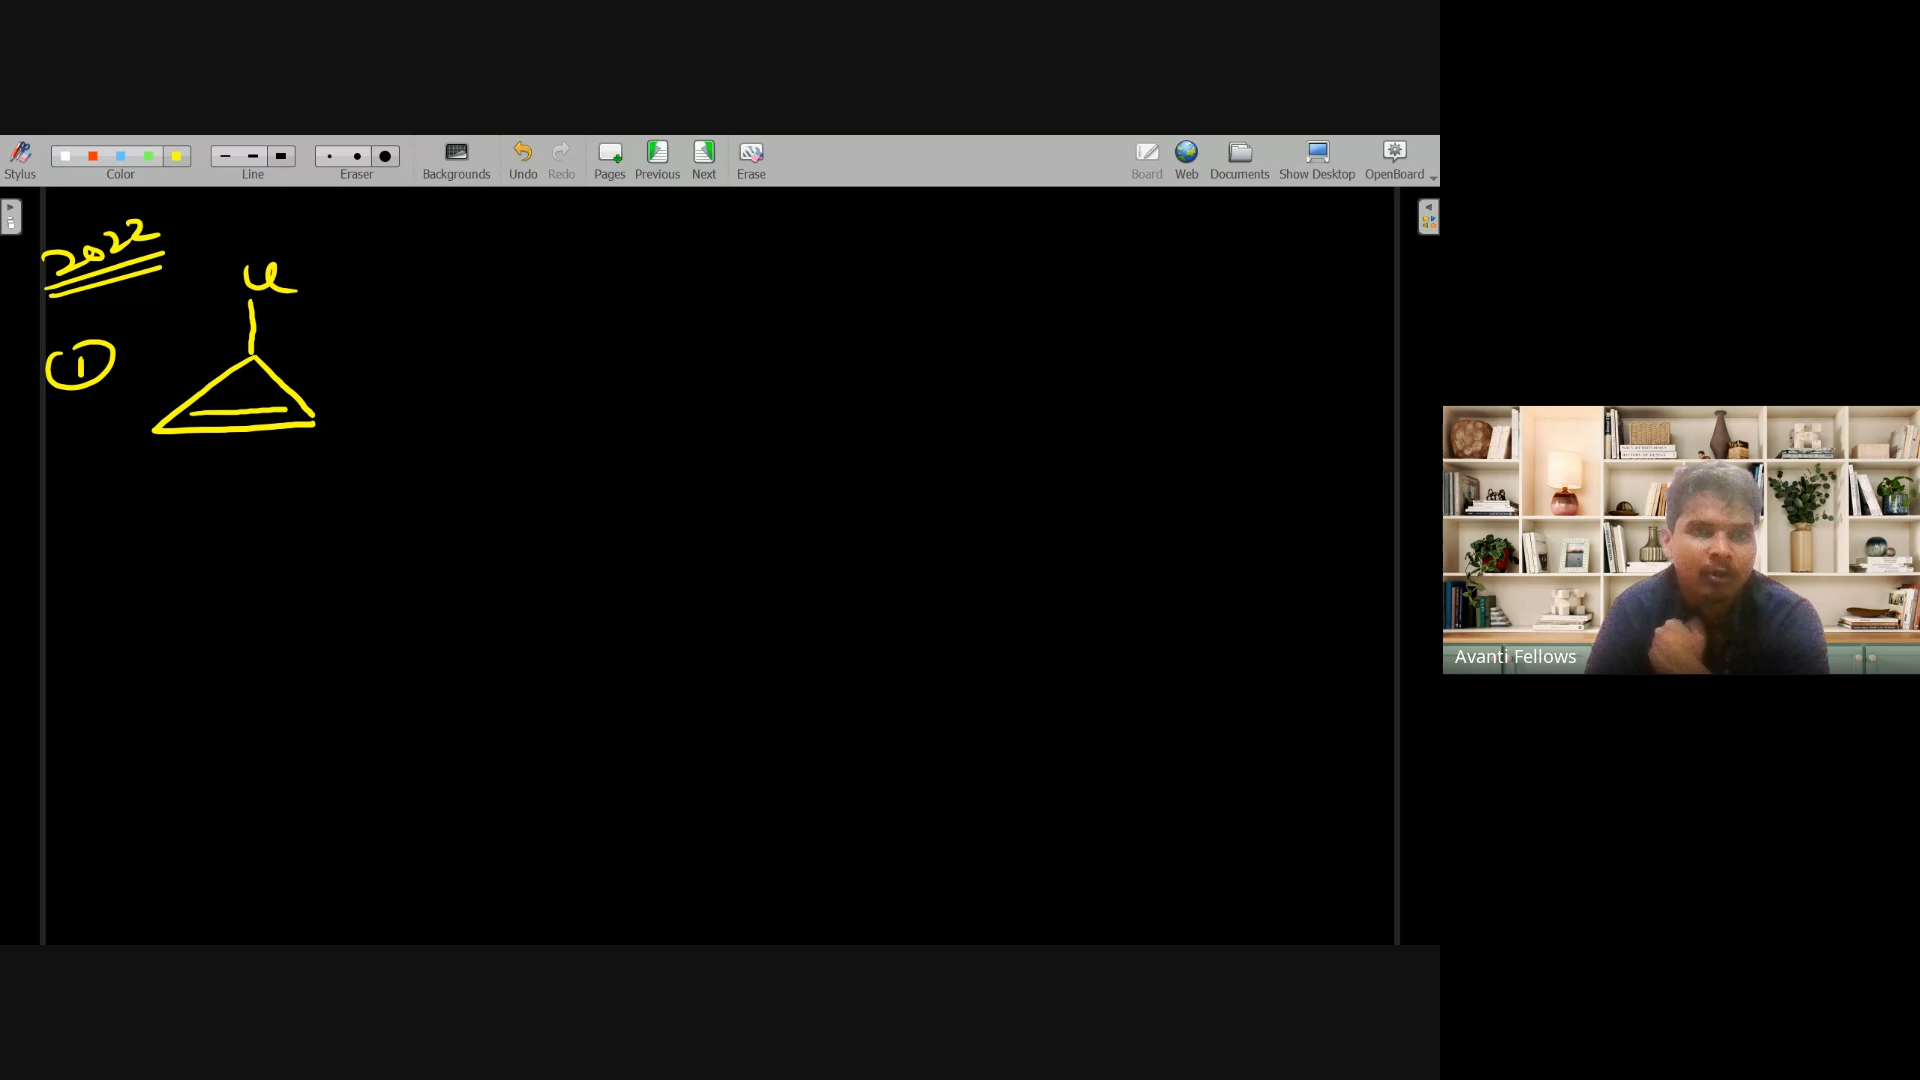 Stylus
Color
Line
Eraser
Backgrounds
Undo
Redo
Pages
Previous
Next
Erase
Board
Web
Documents
Show Desktop
OpenBoard
2022
Cl
1
Avanti Fellows